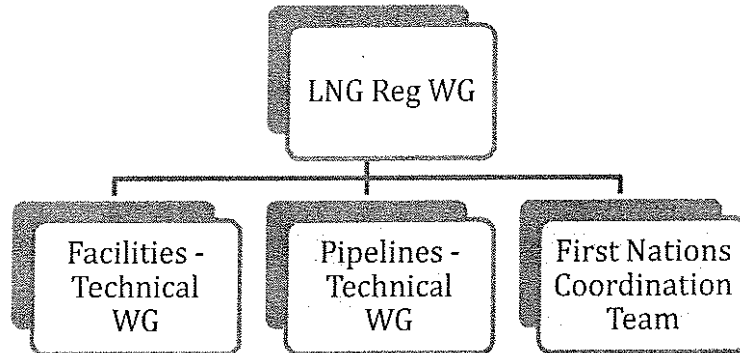 LNG Reg WG
Facilities -
Technical
WG
Pipelines -
Technical
WG
First Nations
Coordination
Team